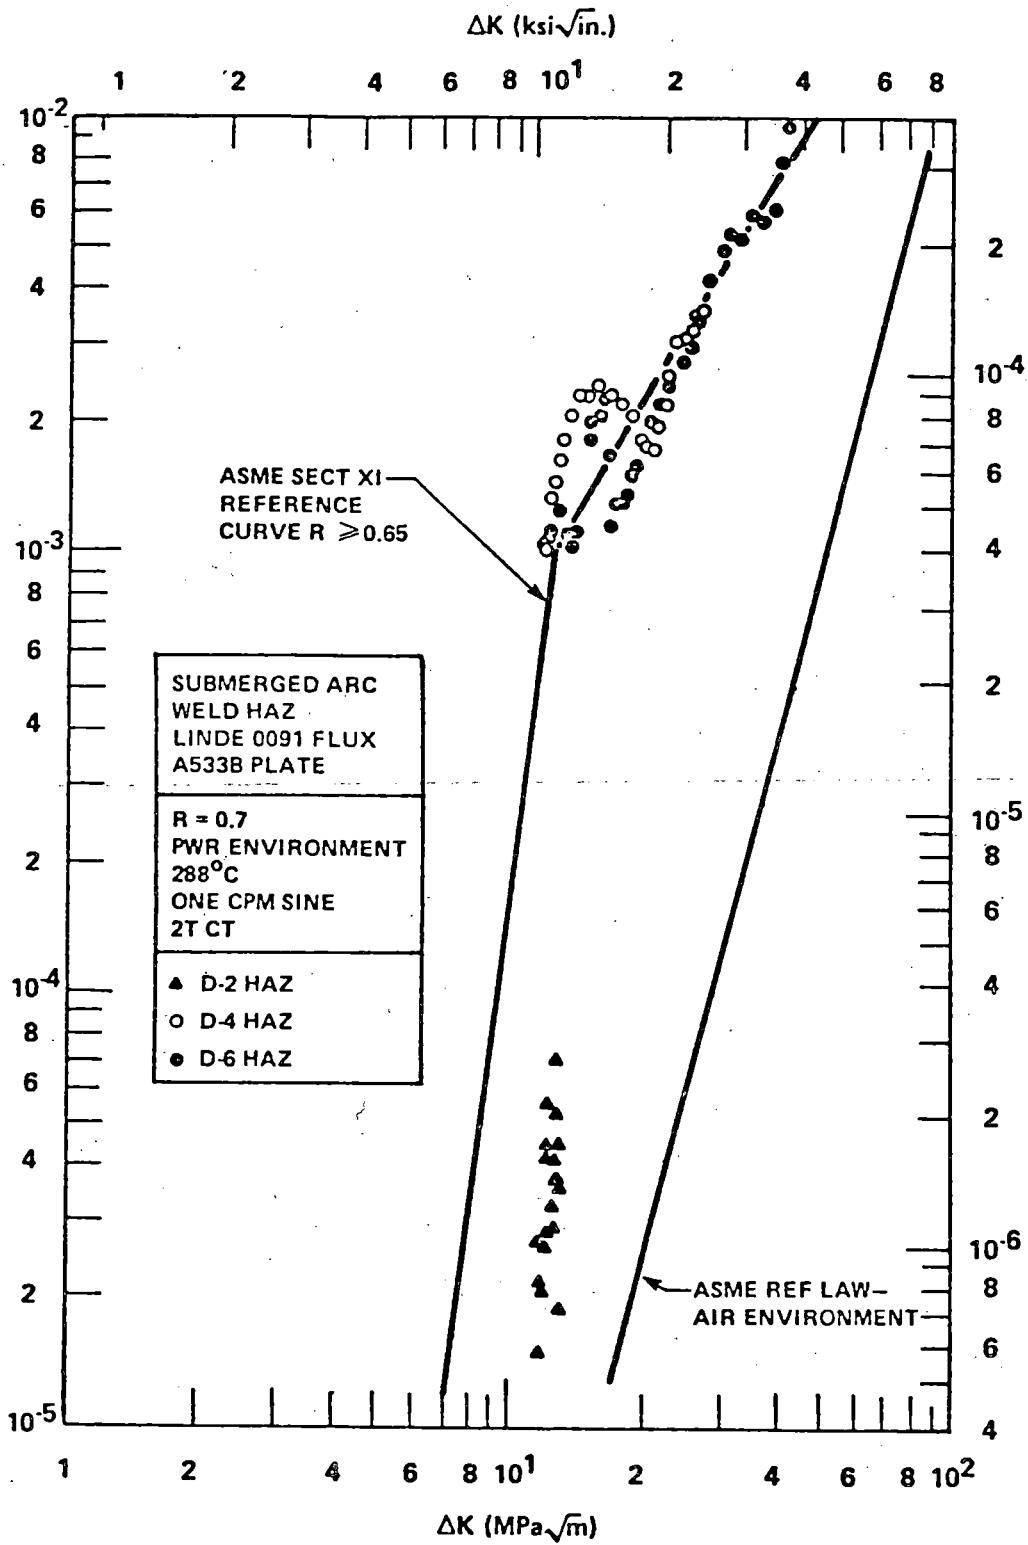 ΔK (ksi√in.)
1 2 4 6 8 10¹ 2 4 6 8
10⁻²
8
6
4
2
10⁻³
8
6
4
2
10⁻⁴
8
6
4
2
10⁻⁵
2
10⁻⁴
8
6
4
2
10⁻⁵
8
6
4
2
10⁻⁶
8
6
4
ASME SECT XI
REFERENCE
CURVE R ⩾0.65
SUBMERGED ARC
WELD HAZ
LINDE 0091 FLUX
A533B PLATE
R = 0.7
PWR ENVIRONMENT
288°C
ONE CPM SINE
2T CT
▲ D-2 HAZ
○ D-4 HAZ
● D-6 HAZ
ASME REF LAW–
AIR ENVIRONMENT
1 2 4 6 8 10¹ 2 4 6 8 10²
ΔK (MPa√m)